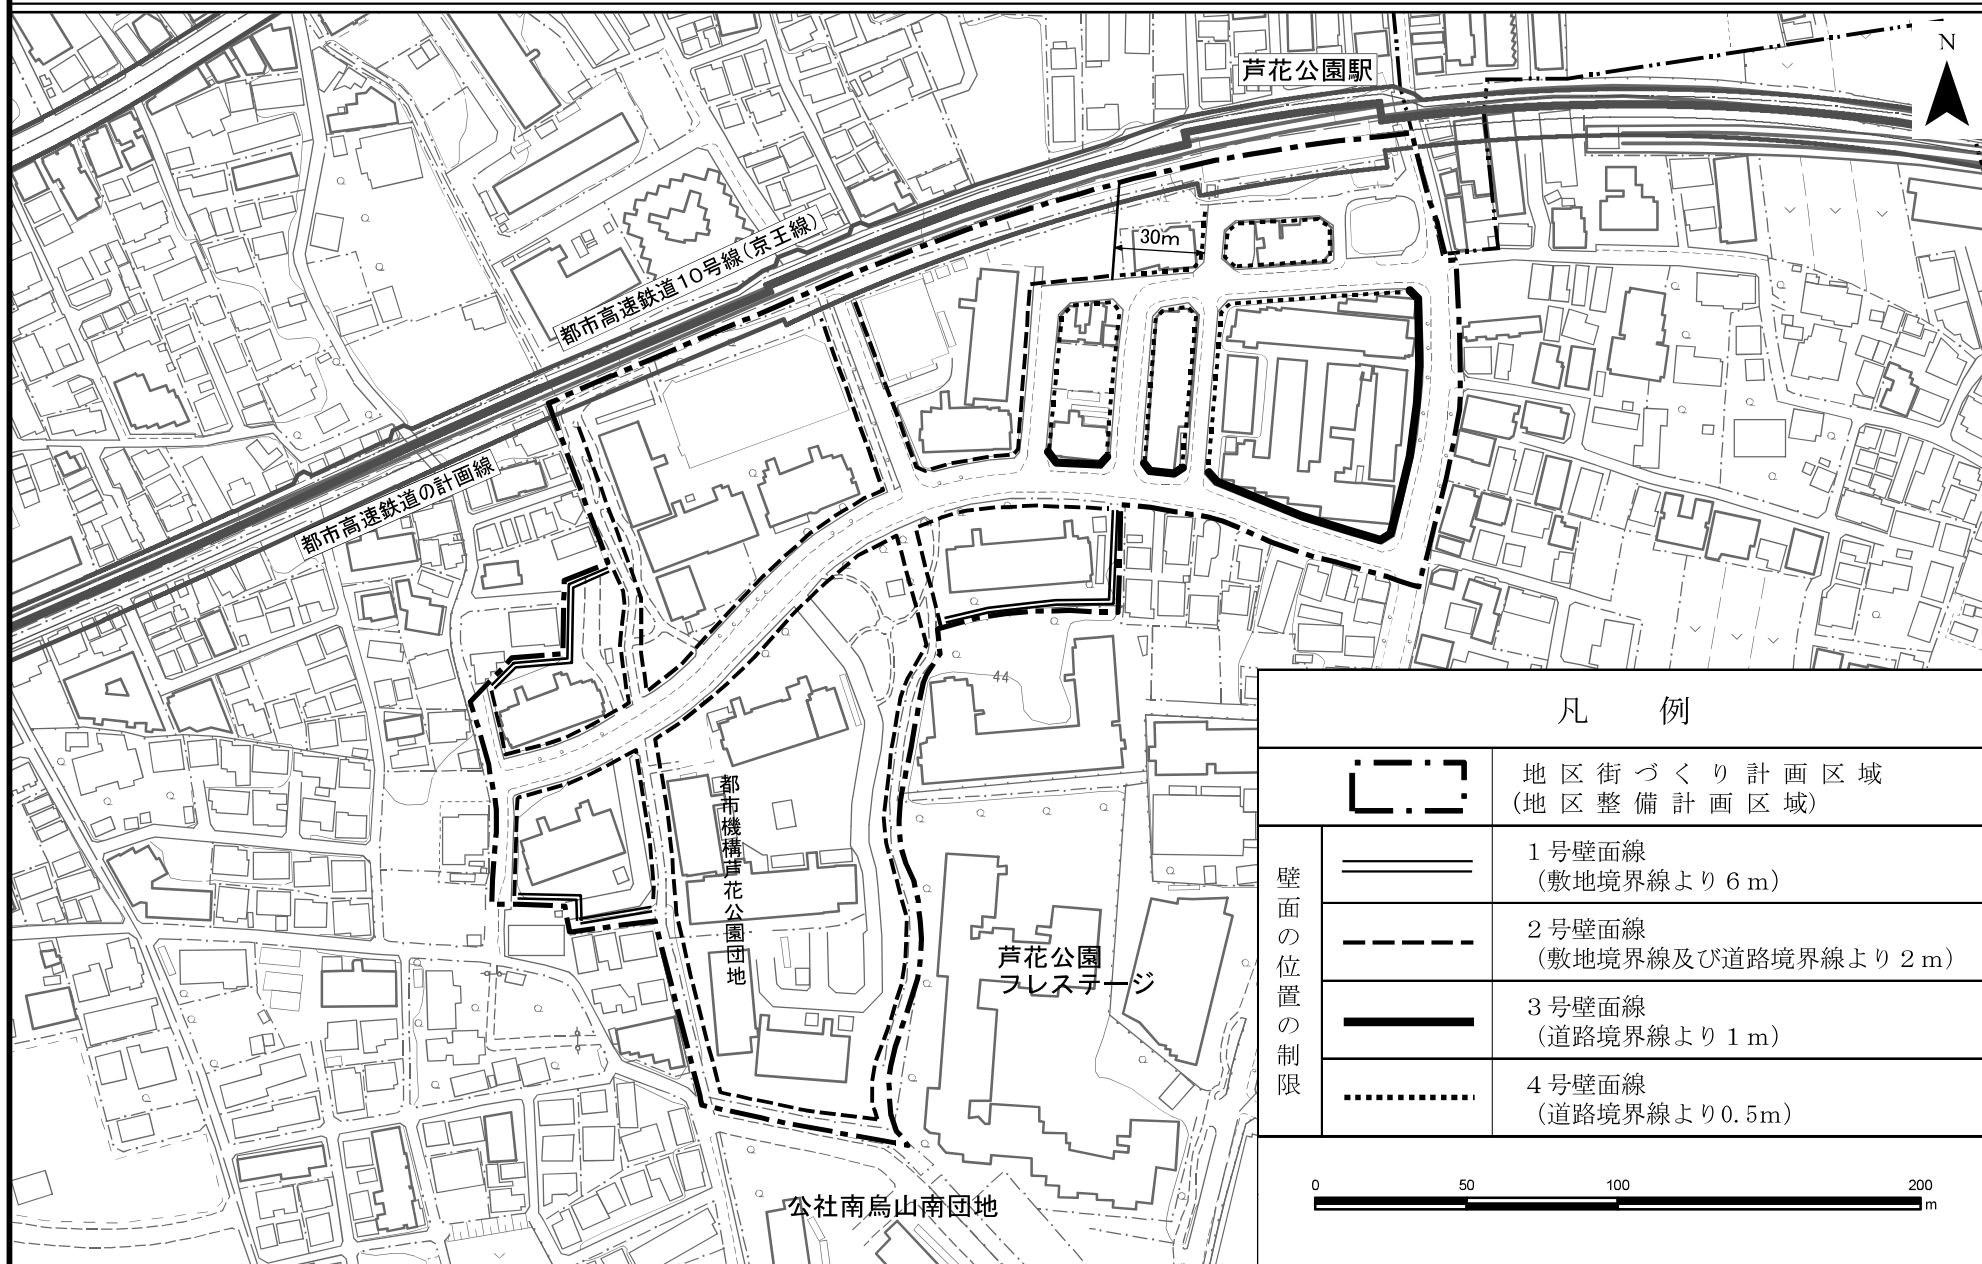 芦花公園駅
N
30m
都市高速鉄道10号線(京王線)
都市高速鉄道の計画線
44
都市機構芦花公園団地
芦花公園
フレステージ
公社南烏山南団地
凡 例
地区街づくり計画区域
(地区整備計画区域)
壁面の位置の制限
1号壁面線
(敷地境界線より6m)
2号壁面線
(敷地境界線及び道路境界線より2m)
3号壁面線
(道路境界線より1m)
4号壁面線
(道路境界線より0.5m)
0 50 100 200
m